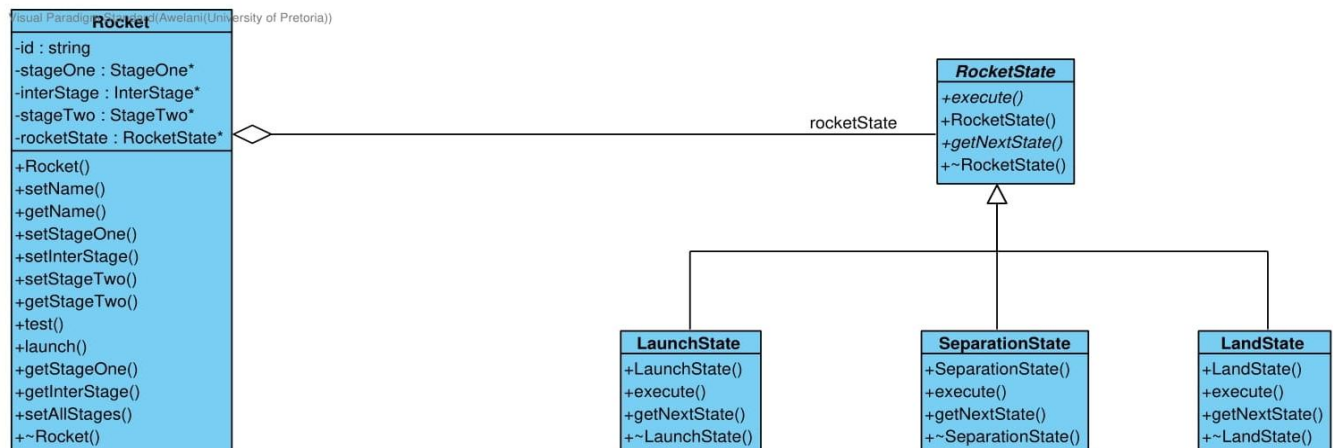 Visual Paradigm Standard(Awelani(University of Pretoria))
Rocket
-id : string
-stageOne : StageOne*
-interStage : InterStage*
-stageTwo : StageTwo*
-rocketState : RocketState*
+Rocket()
+setName()
+getName()
+setStageOne()
+setInterStage()
+setStageTwo()
+getStageTwo()
+test()
+launch()
+getStageOne()
+getInterStage()
+setAllStages()
+~Rocket()
rocketState
RocketState
+execute()
+RocketState()
+getNextState()
+~RocketState()
LaunchState
+LaunchState()
+execute()
+getNextState()
+~LaunchState()
SeparationState
+SeparationState()
+execute()
+getNextState()
+~SeparationState()
LandState
+LandState()
+execute()
+getNextState()
+~LandState()